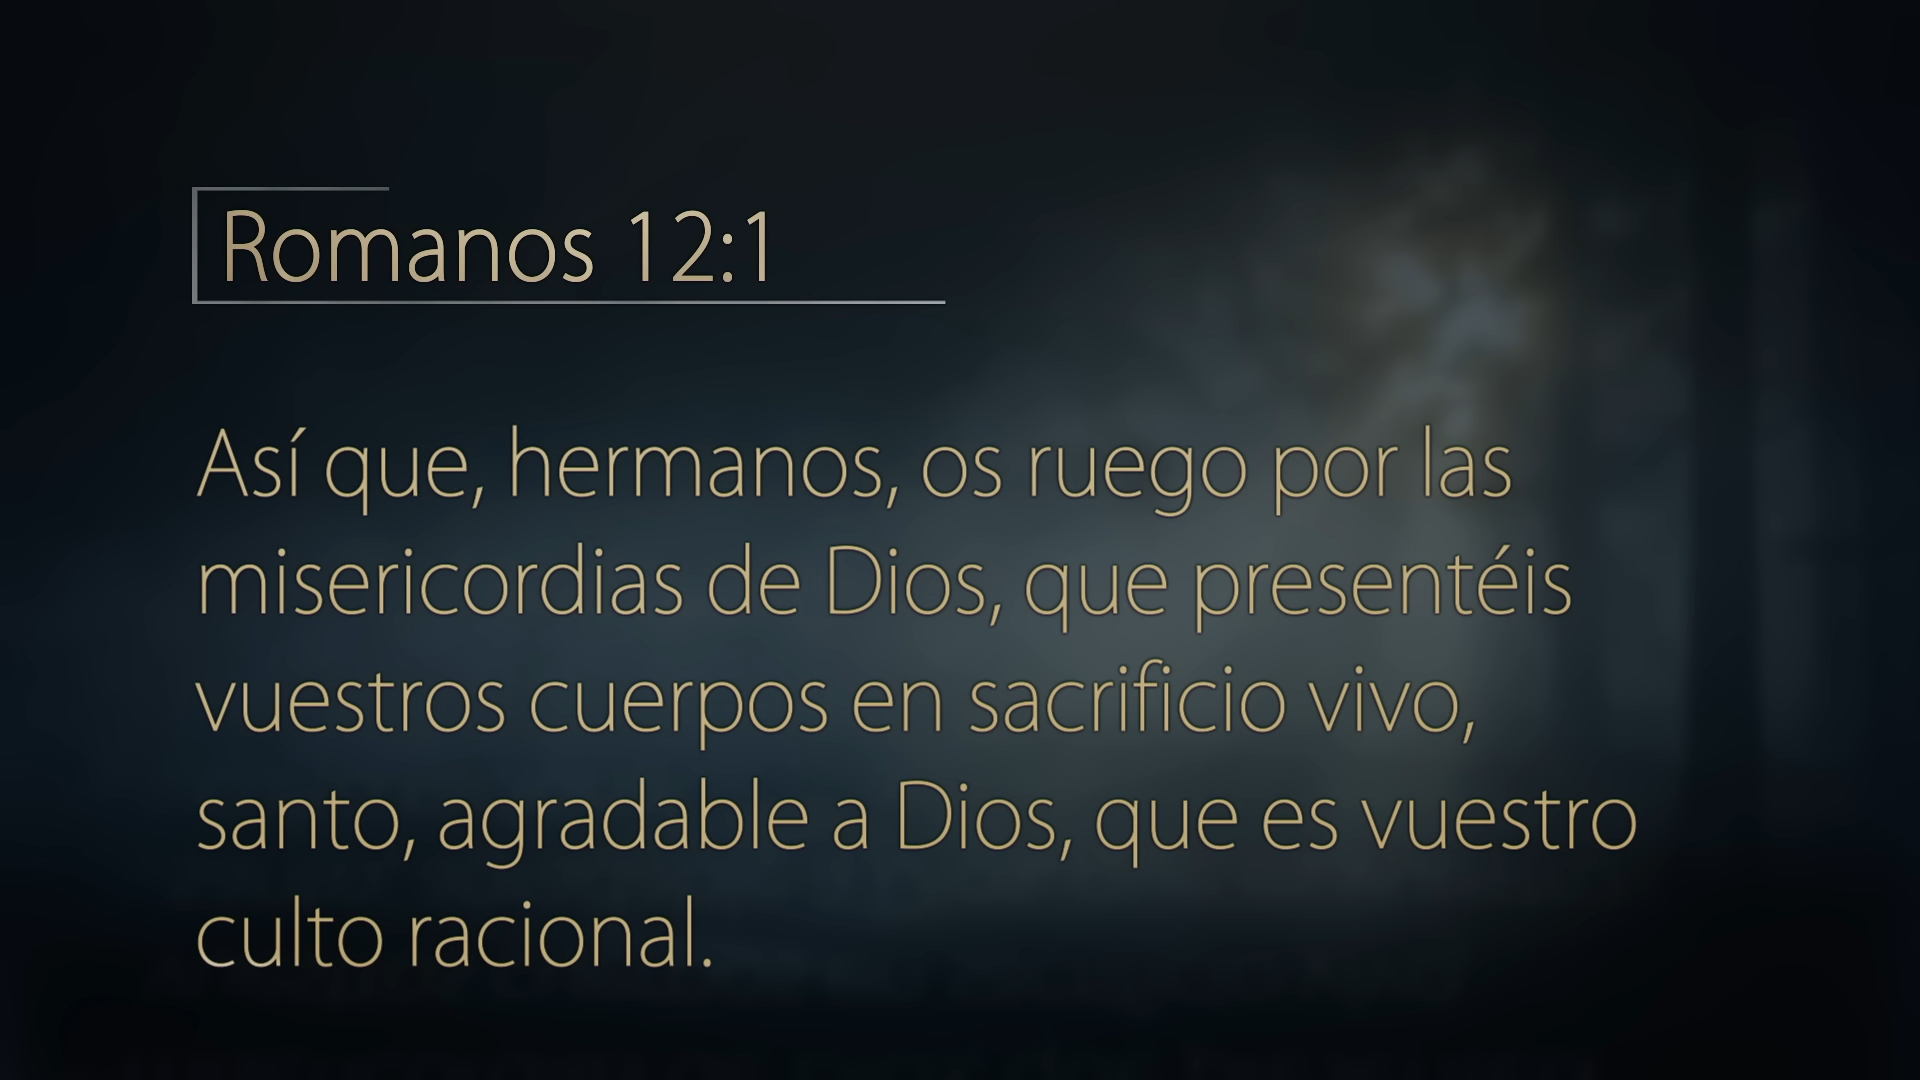 Romanos 12:1
Así que, hermanos, os ruego por las
misericordias de Dios, que presentéis
vuestros cuerpos en sacrificio vivo,
santo, agradable a Dios, que es vuestro
culto racional.